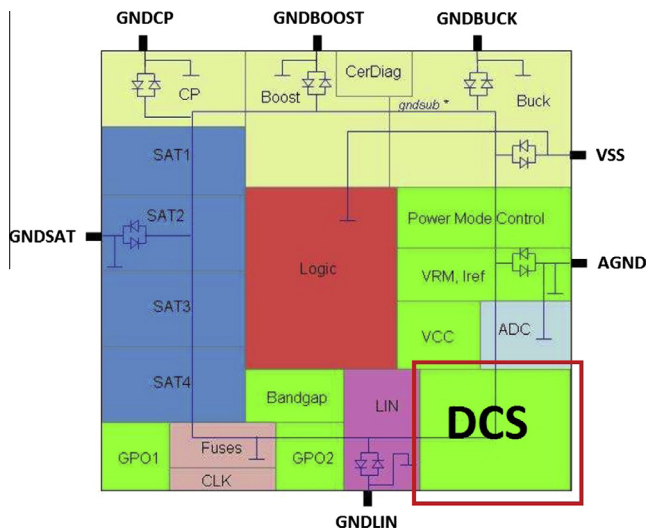 GNDCP
GNDBOOST
GNDBUCK
CP
Boost
CerDiag
gndsub *
Buck
VSS
SAT1
SAT2
GNDSAT
Logic
Power Mode Control
VRM, Iref
AGND
SAT3
VCC
ADC
SAT4
Bandgap
LIN
DCS
GPO1
Fuses
CLK
GPO2
GNDLIN